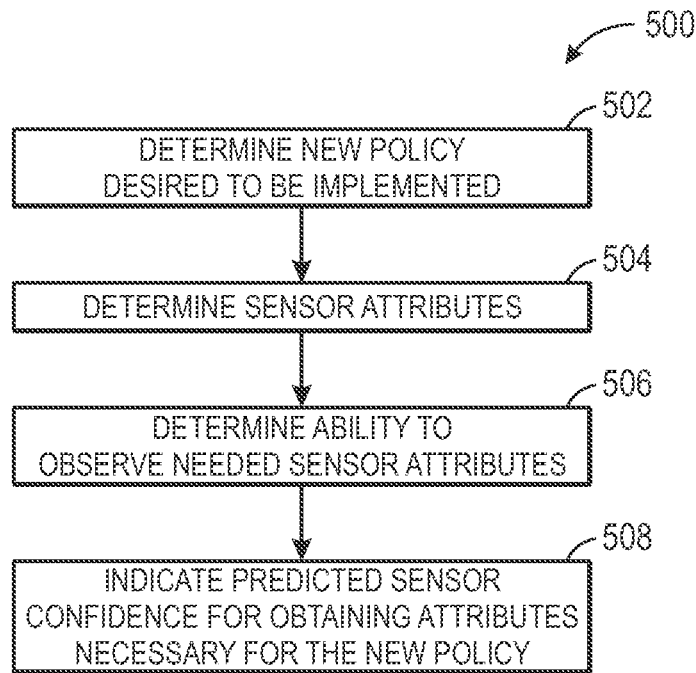 500
502
DETERMINE NEW POLICY
DESIRED TO BE IMPLEMENTED
504
DETERMINE SENSOR ATTRIBUTES
506
DETERMINE ABILITY TO
OBSERVE NEEDED SENSOR ATTRIBUTES
508
INDICATE PREDICTED SENSOR
CONFIDENCE FOR OBTAINING ATTRIBUTES
NECESSARY FOR THE NEW POLICY